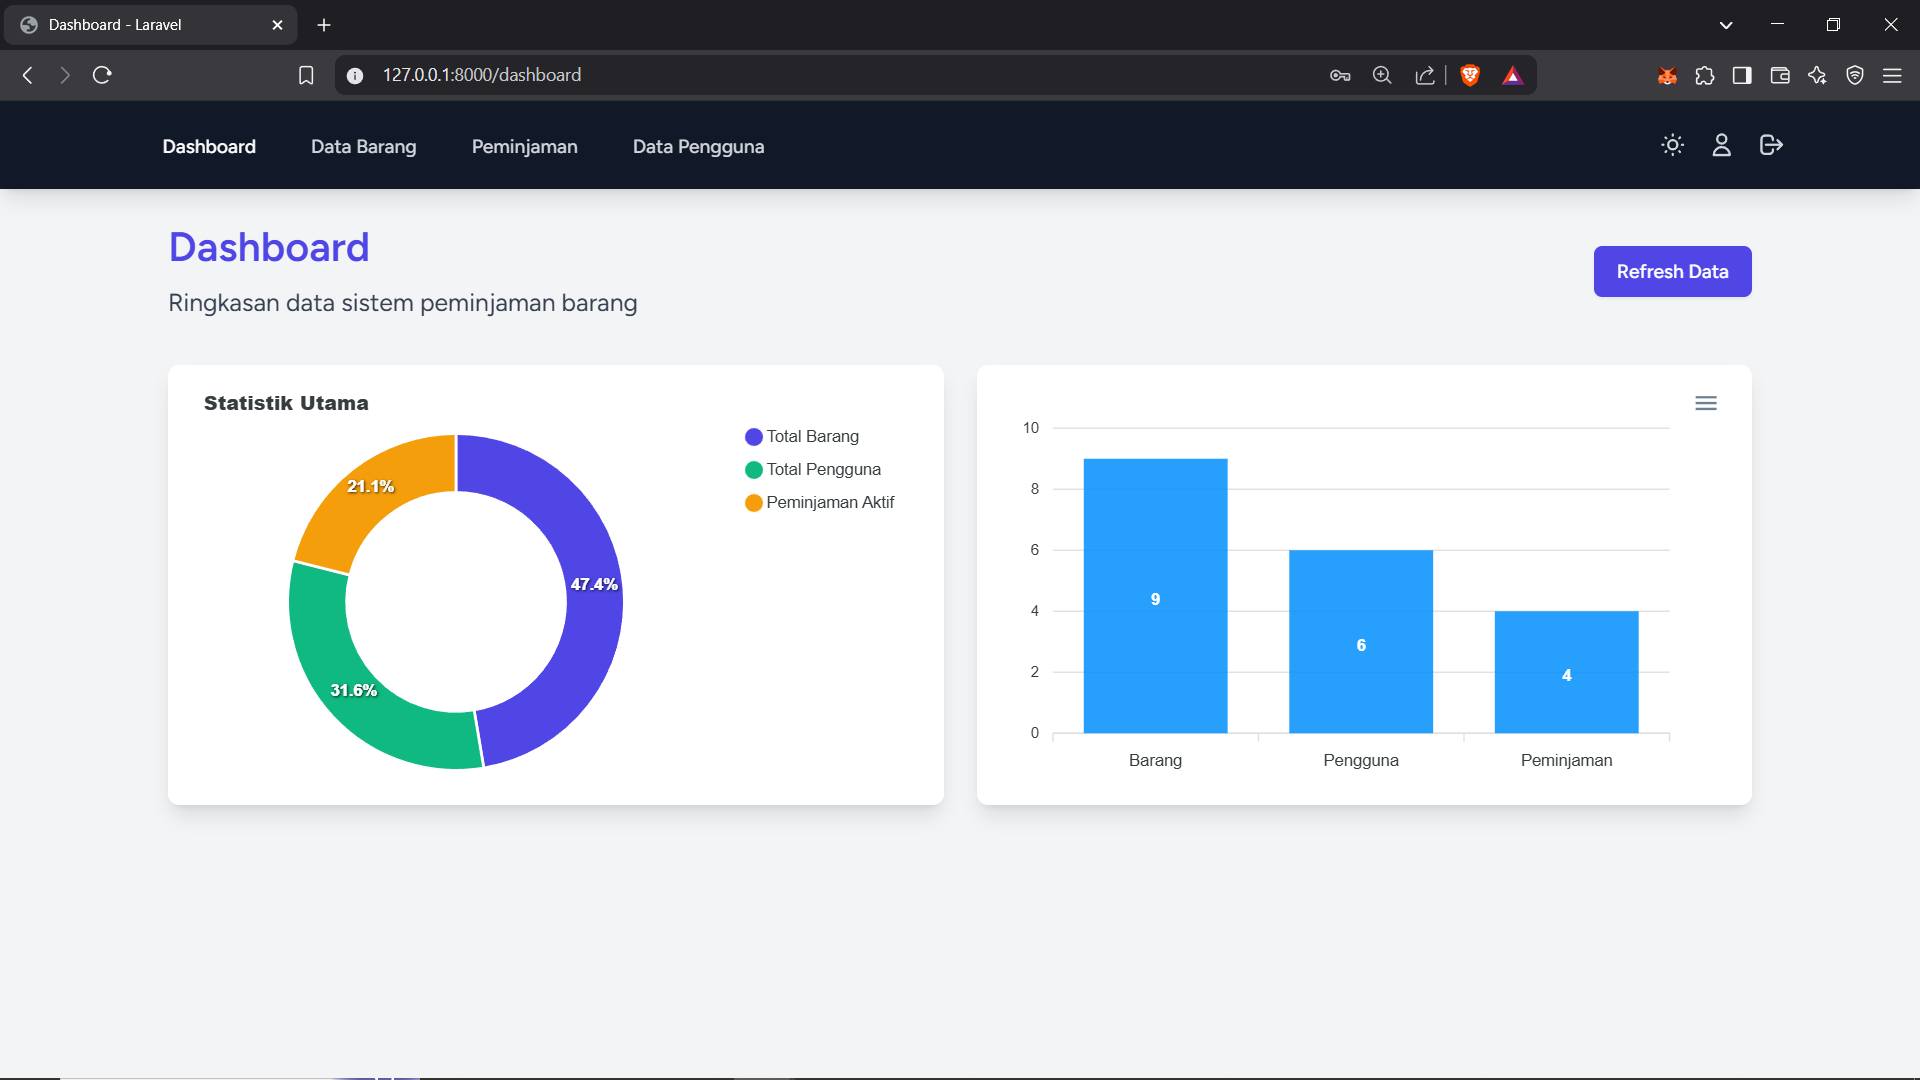 Dashboard - Laravel
127.0.0.1:8000/dashboard
Dashboard Data Barang Peminjaman Data Pengguna
Dashboard
Refresh Data
Ringkasan data sistem peminjaman barang
Statistik Utama
Total Barang
Total Pengguna
Peminjaman Aktif
21.1%
47.4%
31.6%
10
8
6
4
2
0
9
6
4
Barang Pengguna Peminjaman